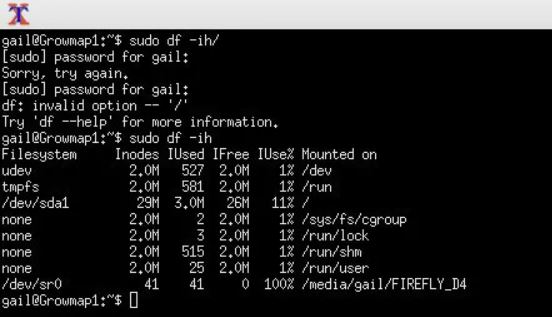 gail@Growmap1:~$ sudo df -ih/
[sudo] password for gail:
Sorry, try again.
[sudo] password for gail:
df: invalid option -- '/'
Try 'df --help' for more information.
gail@Growmap1:~$ sudo df -ih
Filesystem Inodes IUsed IFree IUse% Mounted on
udev 2.0M 527 2.0M 1% /dev
tmpfs 2.0M 581 2.0M 1% /run
/dev/sda1 29M 3.0M 26M 11% /
none 2.0M 2 2.0M 1% /sys/fs/cgroup
none 2.0M 3 2.0M 1% /run/lock
none 2.0M 515 2.0M 1% /run/shm
none 2.0M 25 2.0M 1% /run/user
/dev/sr0 41 41 0 100% /media/gail/FIREFLY_D4
gail@Growmap1:~$